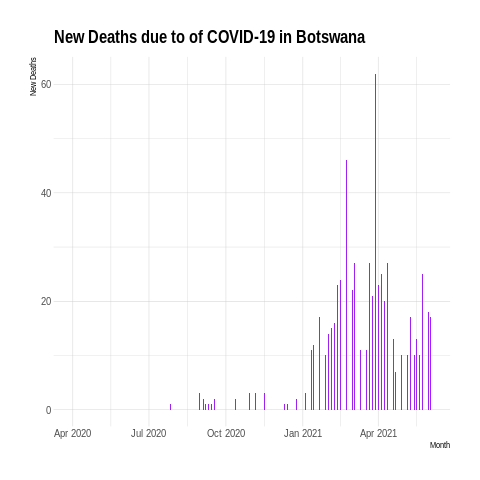 New Deaths due to of COVID-19 in Botswana
New Deaths
60
40
20
0
Apr 2020 Jul 2020 Oct 2020 Jan 2021 Apr 2021
Month